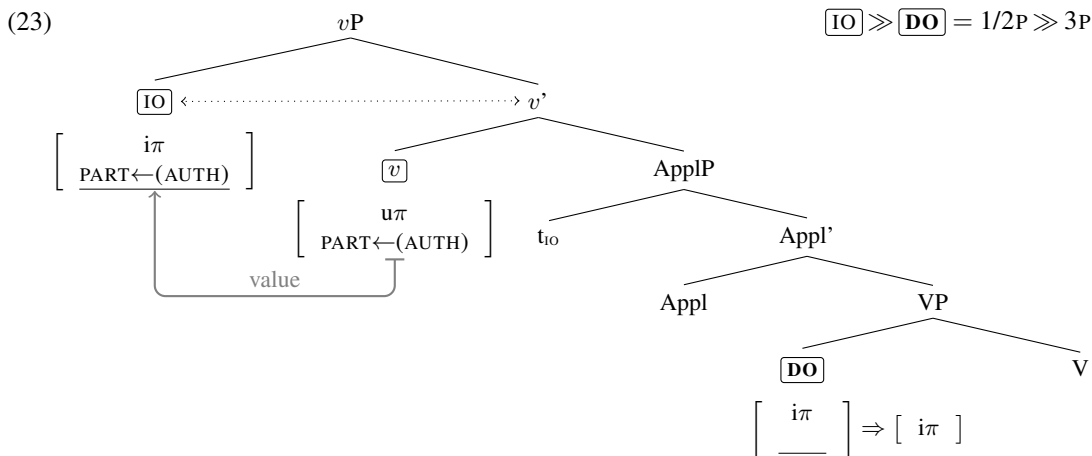 (23) vP IO ≫ DO = 1/2P ≫ 3P
IO v’
iπ
PART←(AUTH)
v ApplP
uπ
PART←(AUTH)
t_IO Appl’
value
Appl VP
DO V
iπ ⇒ [ iπ ]